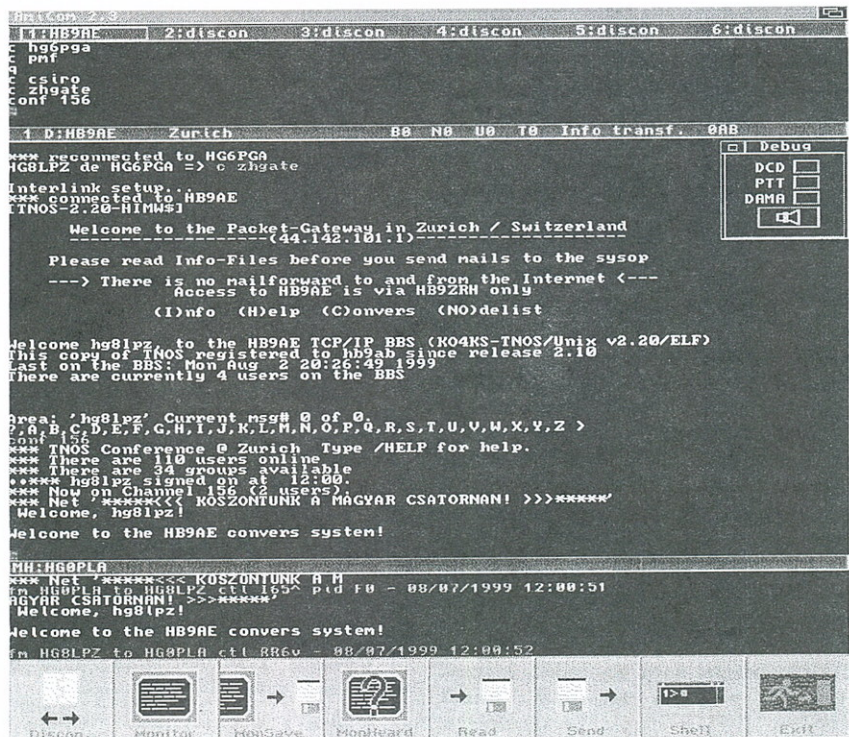 AmiCom 2.3
1:HB9AE 2:discon 3:discon 4:discon 5:discon 6:discon
c hg6pga
c pmf
q
c csiro
c zhgate
conf 156
1 D:HB9AE Zurich B0 N0 U0 T0 Info transf. 0AB
Debug
DCD
PTT
DAMA
*** reconnected to HG6PGA
HG8LPZ de HG6PGA => c zhgate
Interlink setup...
*** connected to HB9AE
[TNOS-2.20-HIMW$]
Welcome to the Packet-Gateway in Zurich / Switzerland
-------------------(44.142.101.1)-------------------
Please read Info-Files before you send mails to the sysop
---> There is no mailforward to and from the Internet <---
Access to HB9AE is via HB9ZRH only
(I)nfo (H)elp (C)onvers (NO)delist
Welcome hg8lpz, to the HB9AE TCP/IP BBS (KO4KS-TNOS/Unix v2.20/ELF)
This copy of TNOS registered to hb9ab since release 2.10
Last on the BBS: Mon Aug 2 20:26:49 1999
There are currently 4 users on the BBS
Area: 'hg8lpz' Current msg# 0 of 0.
?,A,B,C,D,E,F,G,H,I,J,K,L,M,N,O,P,Q,R,S,T,U,V,W,X,Y,Z >
conf 156
*** TNOS Conference @ Zurich Type /HELP for help.
*** There are 110 users online
*** There are 34 groups available
*** hg8lpz signed on at 12:00.
*** Now on Channel 156 (2 users).
*** Net '*****<<< KOSZONTUNK A MAGYAR CSATORNAN! >>>*****'
Welcome, hg8lpz!
Welcome to the HB9AE convers system!
MH:HG0PLA
*** Net '*****<<< KOSZONTUNK A M
fm HG0PLA to HG8LPZ ctl I65^ pid F0 - 08/07/1999 12:00:51
AGYAR CSATORNAN! >>>*****'
Welcome, hg8lpz!
Welcome to the HB9AE convers system!
fm HG8LPZ to HG0PLA ctl RR6v - 08/07/1999 12:00:52
1>
Discon. Monitor MonSave MonHeard Read Send Shell Exit